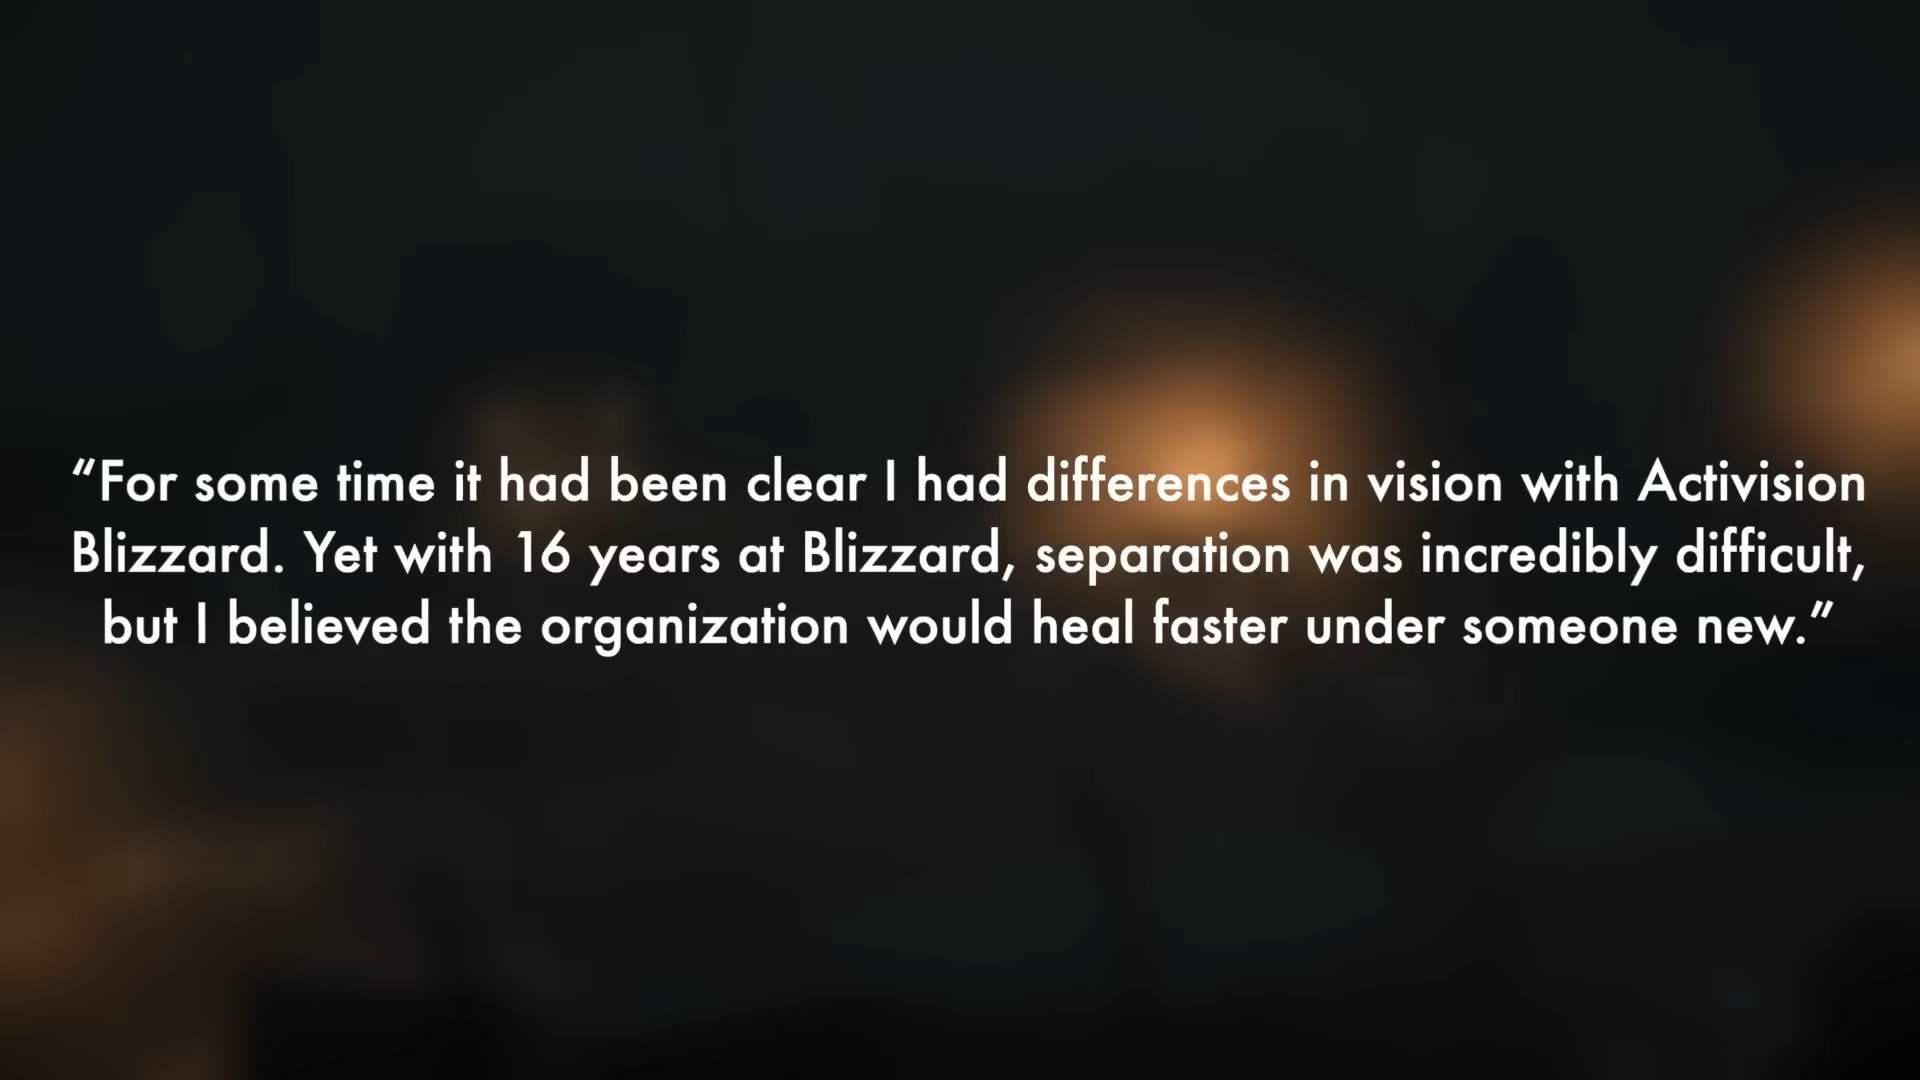 “For some time it had been clear I had differences in vision with Activision
Blizzard. Yet with 16 years at Blizzard, separation was incredibly difficult,
but I believed the organization would heal faster under someone new.”